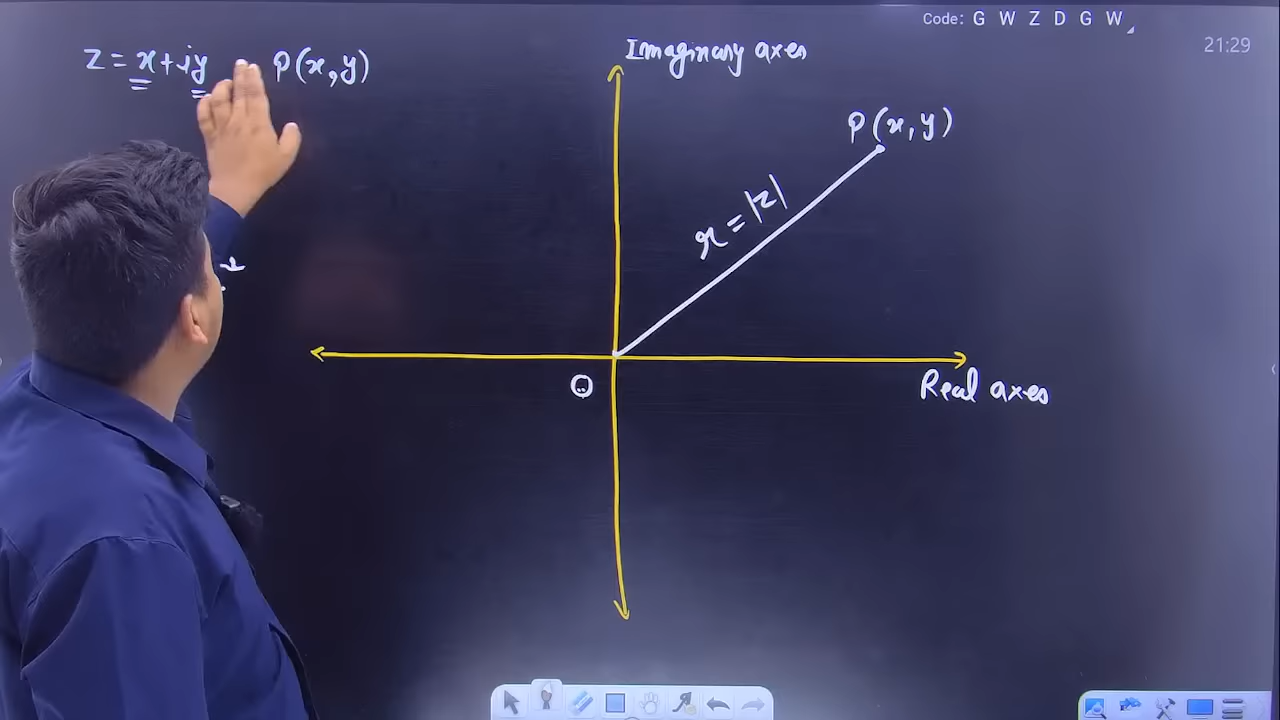 Code: G W Z D G W
21:29
z = x + iy P(x, y)
Imaginary axes
P(x, y)
r = |z|
O
Real axes